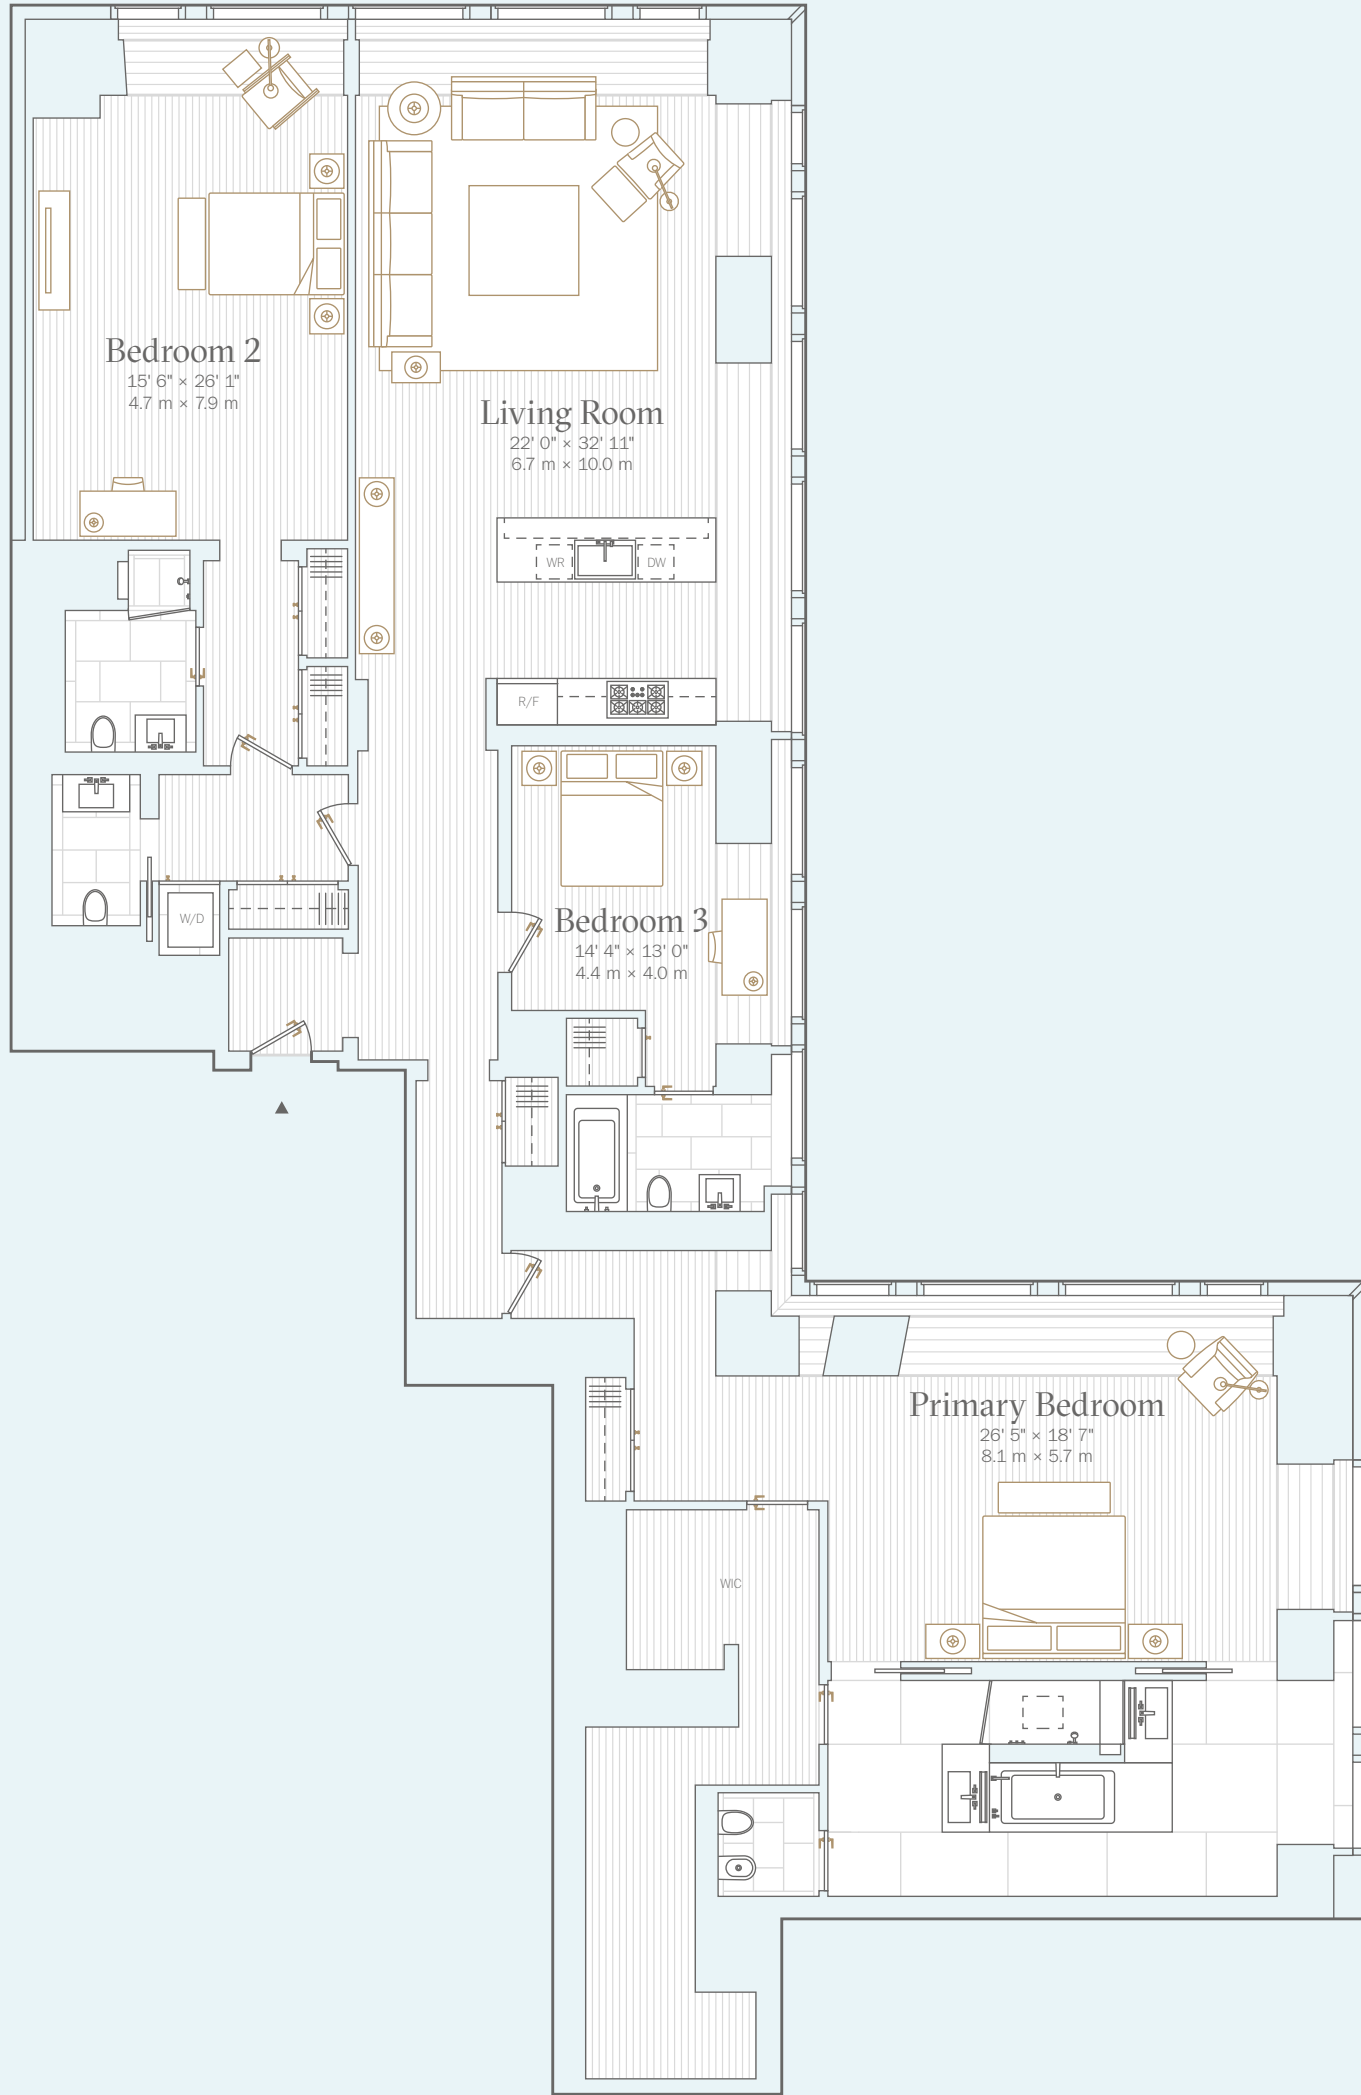 Bedroom 2
15' 6" × 26' 1"
4.7 m × 7.9 m
Living Room
22' 0" × 32' 11"
6.7 m × 10.0 m
WR
DW
R/F
W/D
Bedroom 3
14' 4" × 13' 0"
4.4 m × 4.0 m
Primary Bedroom
26' 5" × 18' 7"
8.1 m × 5.7 m
WIC